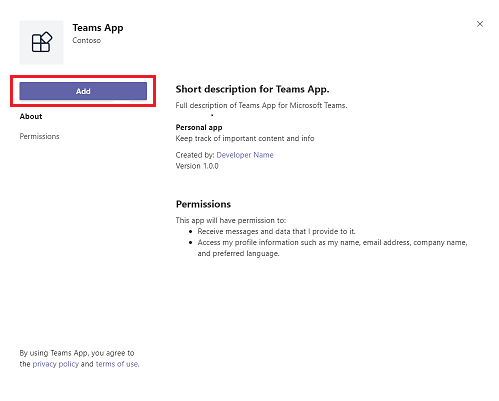 Teams App
Contoso
Add
About
Permissions
Short description for Teams App.
Full description of Teams App for Microsoft Teams.
Personal app
Keep track of important content and info
Created by: Developer Name
Version 1.0.0
Permissions
This app will have permission to:
• Receive messages and data that I provide to it.
• Access my profile information such as my name, email address, company name,
and preferred language.
By using Teams App, you agree to
the privacy policy and terms of use.